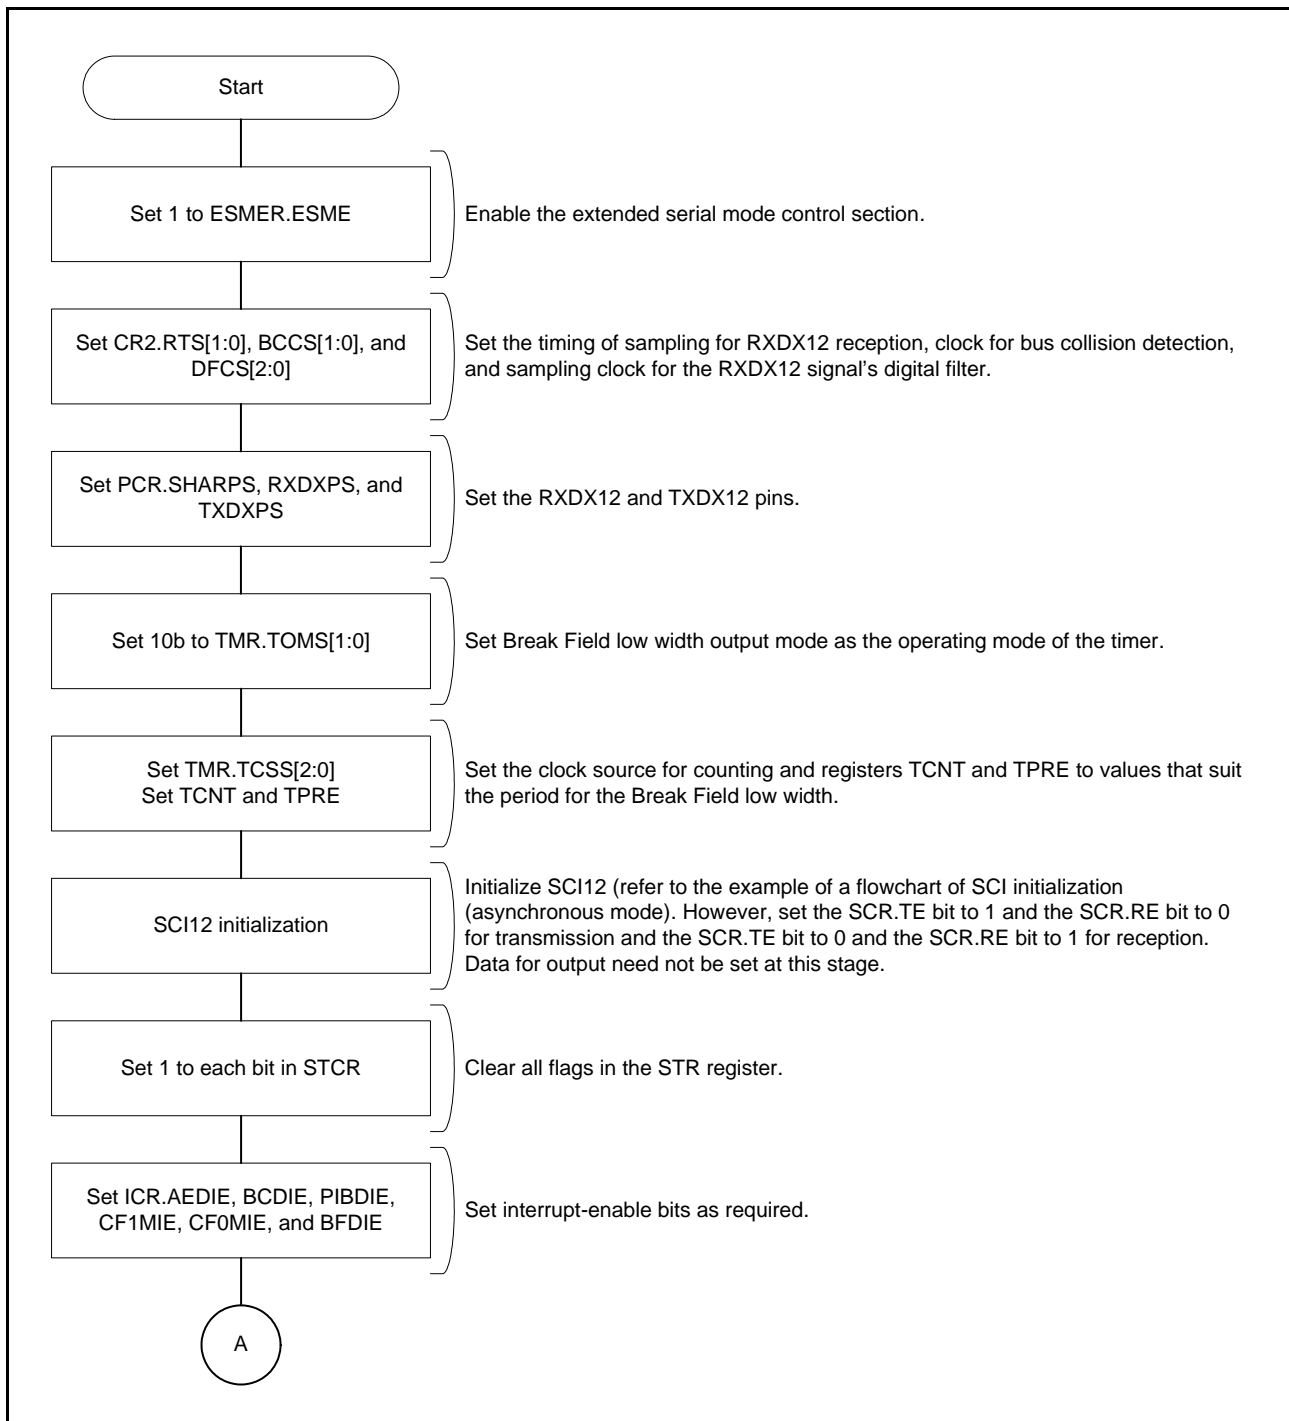 Start
Set 1 to ESMER.ESME
Enable the extended serial mode control section.
Set CR2.RTS[1:0], BCCS[1:0], and
DFCS[2:0]
Set the timing of sampling for RXDX12 reception, clock for bus collision detection,
and sampling clock for the RXDX12 signal’s digital filter.
Set PCR.SHARPS, RXDXPS, and
TXDXPS
Set the RXDX12 and TXDX12 pins.
Set 10b to TMR.TOMS[1:0]
Set Break Field low width output mode as the operating mode of the timer.
Set TMR.TCSS[2:0]
Set TCNT and TPRE
Set the clock source for counting and registers TCNT and TPRE to values that suit
the period for the Break Field low width.
SCI12 initialization
Initialize SCI12 (refer to the example of a flowchart of SCI initialization
(asynchronous mode). However, set the SCR.TE bit to 1 and the SCR.RE bit to 0
for transmission and the SCR.TE bit to 0 and the SCR.RE bit to 1 for reception.
Data for output need not be set at this stage.
Set 1 to each bit in STCR
Clear all flags in the STR register.
Set ICR.AEDIE, BCDIE, PIBDIE,
CF1MIE, CF0MIE, and BFDIE
Set interrupt-enable bits as required.
A